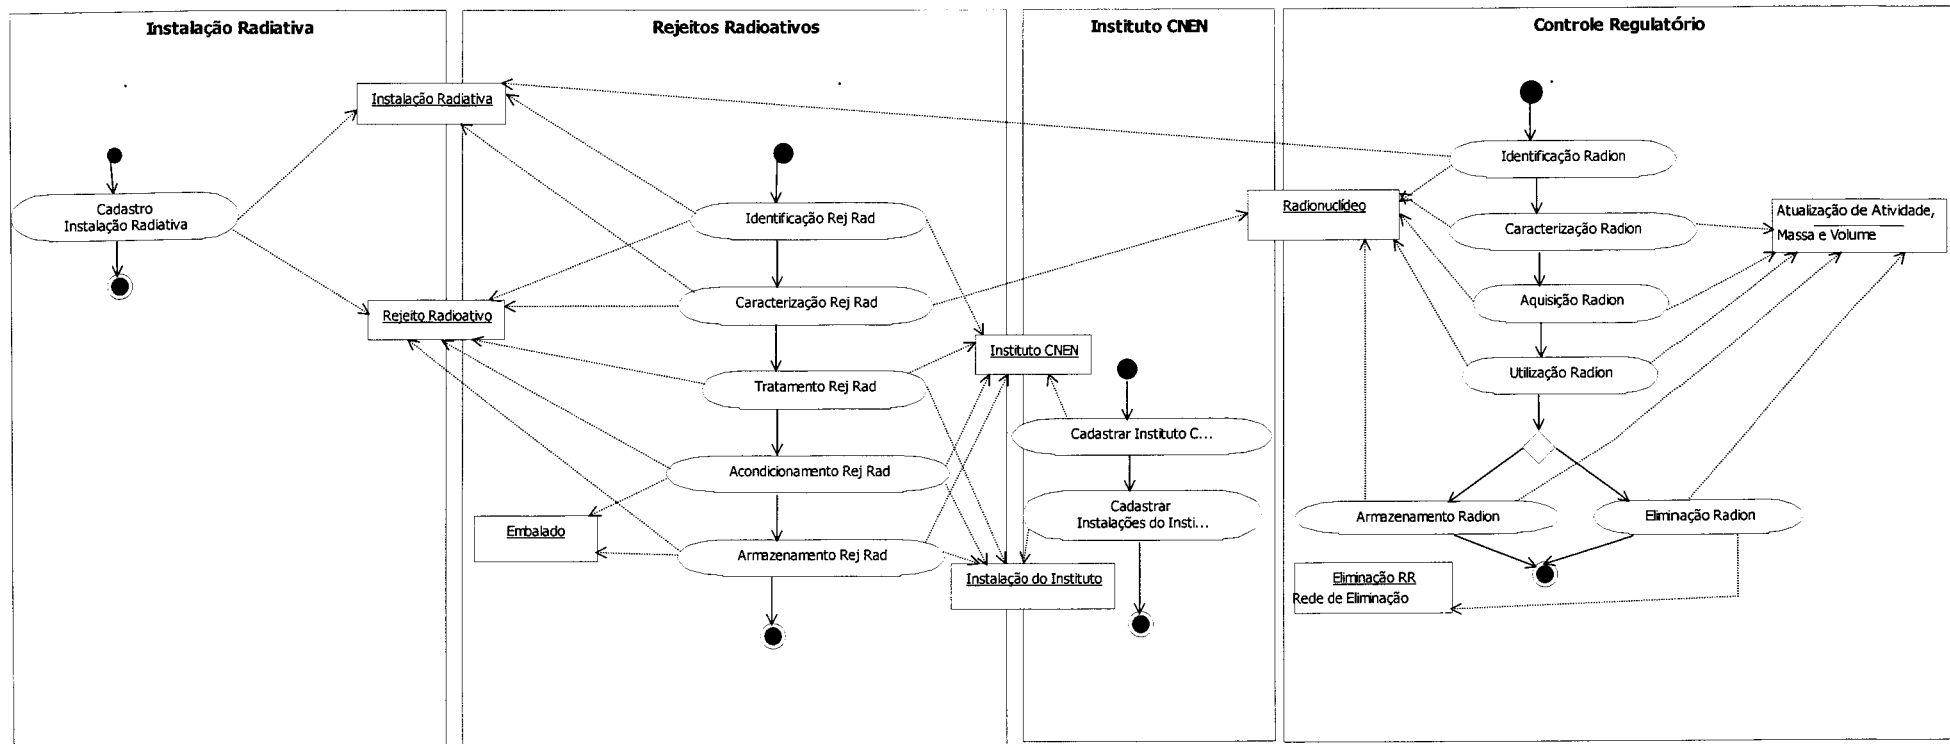 Instalação Radiativa
Rejeitos Radioativos
Instituto CNEN
Controle Regulatório
Instalação Radiativa
Cadastro
Instalação Radiativa
Rejeito Radioativo
Identificação Rej Rad
Caracterização Rej Rad
Tratamento Rej Rad
Acondicionamento Rej Rad
Embalado
Armazenamento Rej Rad
Instituto CNEN
Cadastrar Instituto C...
Cadastrar
Instalações do Insti...
Instalação do Instituto
Identificação Radion
Radionuclídeo
Caracterização Radion
Atualização de Atividade,
Massa e Volume
Aquisição Radion
Utilização Radion
Armazenamento Radion
Eliminação Radion
Eliminação RR
Rede de Eliminação